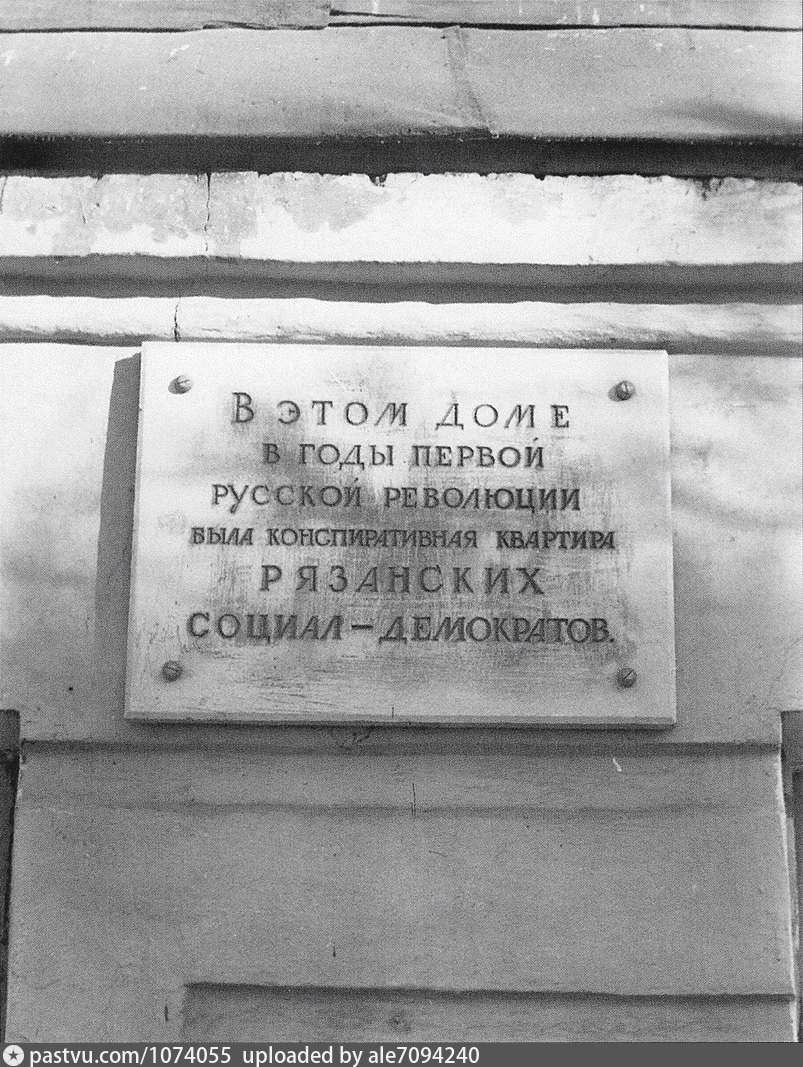 В ЭТОМ ДОМЕ
В ГОДЫ ПЕРВОЙ
РУССКОЙ РЕВОЛЮЦИИ
БЫЛА КОНСПИРАТИВНАЯ КВАРТИРА
РЯЗАНСКИХ
СОЦИАЛ – ДЕМОКРАТОВ.
pastvu.com/1074055 uploaded by ale7094240